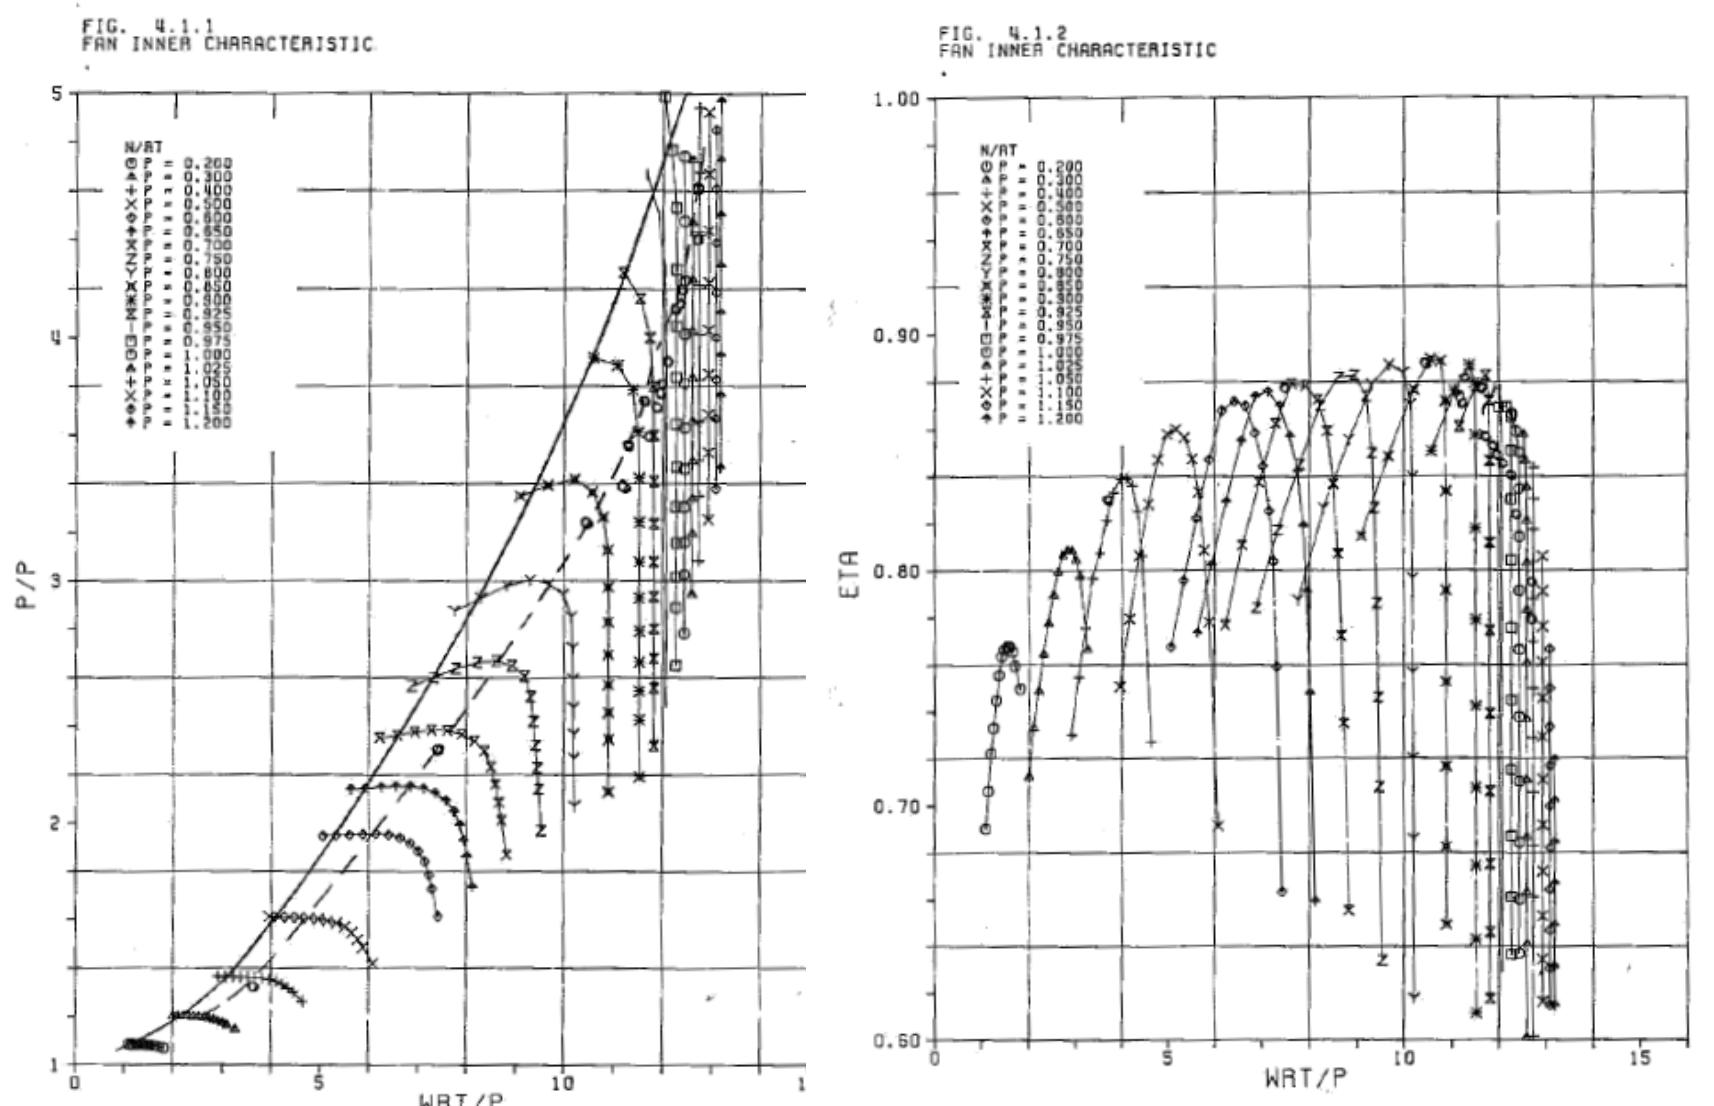 FIG. 4.1.1
FAN INNER CHARACTERISTIC
N/RT
P = 0.200
P = 0.300
P = 0.400
P = 0.500
P = 0.600
P = 0.650
P = 0.700
P = 0.750
P = 0.800
P = 0.850
P = 0.900
P = 0.925
P = 0.950
P = 0.975
P = 1.000
P = 1.025
P = 1.050
P = 1.100
P = 1.150
P = 1.200
5
4
3
2
1
P/P
0
5
10
1
WRT/P
FIG. 4.1.2
FAN INNER CHARACTERISTIC
N/RT
P = 0.200
P = 0.300
P = 0.400
P = 0.500
P = 0.600
P = 0.650
P = 0.700
P = 0.750
P = 0.800
P = 0.850
P = 0.900
P = 0.925
P = 0.950
P = 0.975
P = 1.000
P = 1.025
P = 1.050
P = 1.100
P = 1.150
P = 1.200
1.00
0.90
0.80
0.70
0.60
ETA
0
5
10
15
WRT/P